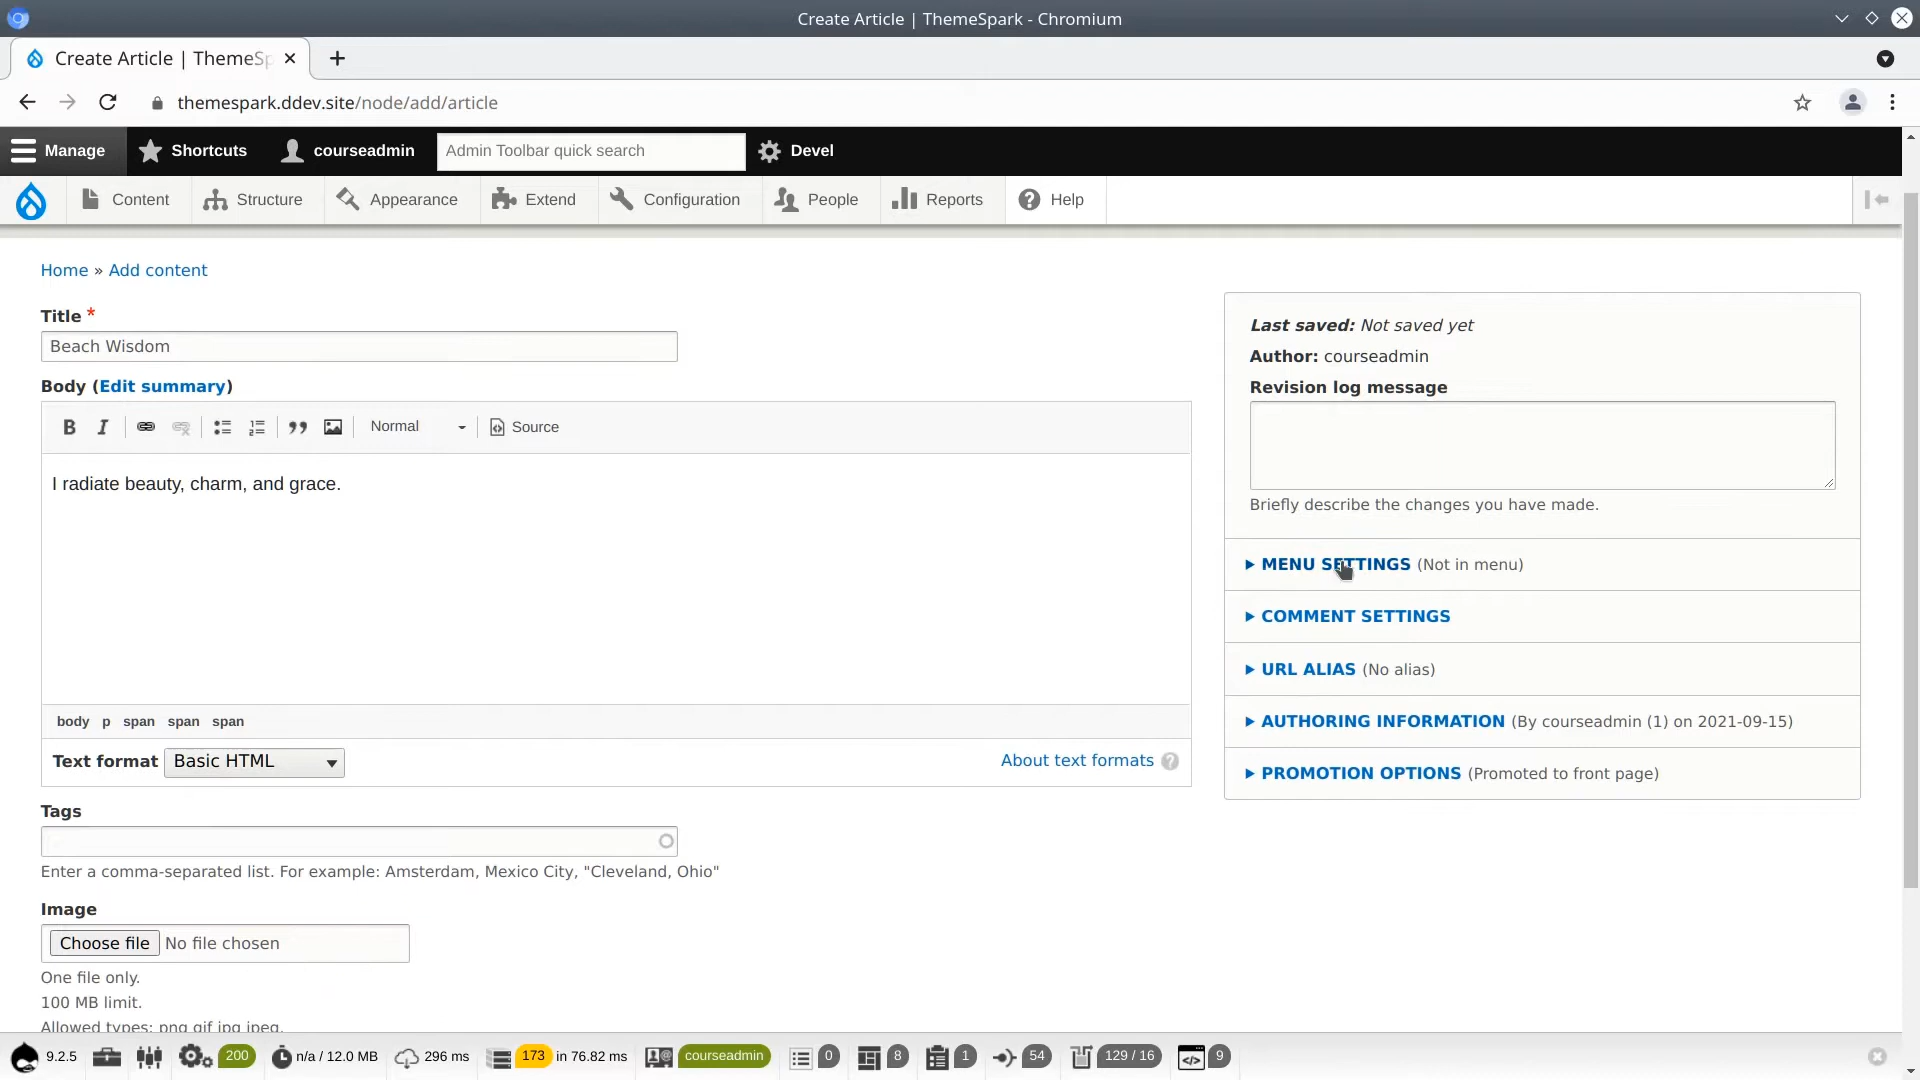 Create Article | ThemeSpark - Chromium
Create Article | ThemeSp
themespark.ddev.site/node/add/article
Manage Shortcuts courseadmin Admin Toolbar quick search Devel
Content Structure Appearance Extend Configuration People Reports Help
Home » Add content
Title *
Beach Wisdom
Body (Edit summary)
B I Normal Source
I radiate beauty, charm, and grace.
body p span span span
Text format Basic HTML About text formats ?
Tags
Enter a comma-separated list. For example: Amsterdam, Mexico City, "Cleveland, Ohio"
Image
Choose file No file chosen
One file only.
100 MB limit.
Allowed types: png gif jpg jpeg.
Last saved: Not saved yet
Author: courseadmin
Revision log message
Briefly describe the changes you have made.
MENU SETTINGS (Not in menu)
COMMENT SETTINGS
URL ALIAS (No alias)
AUTHORING INFORMATION (By courseadmin (1) on 2021-09-15)
PROMOTION OPTIONS (Promoted to front page)
9.2.5 200 n/a / 12.0 MB 296 ms 173 in 76.82 ms courseadmin 0 8 1 54 129 / 16 9